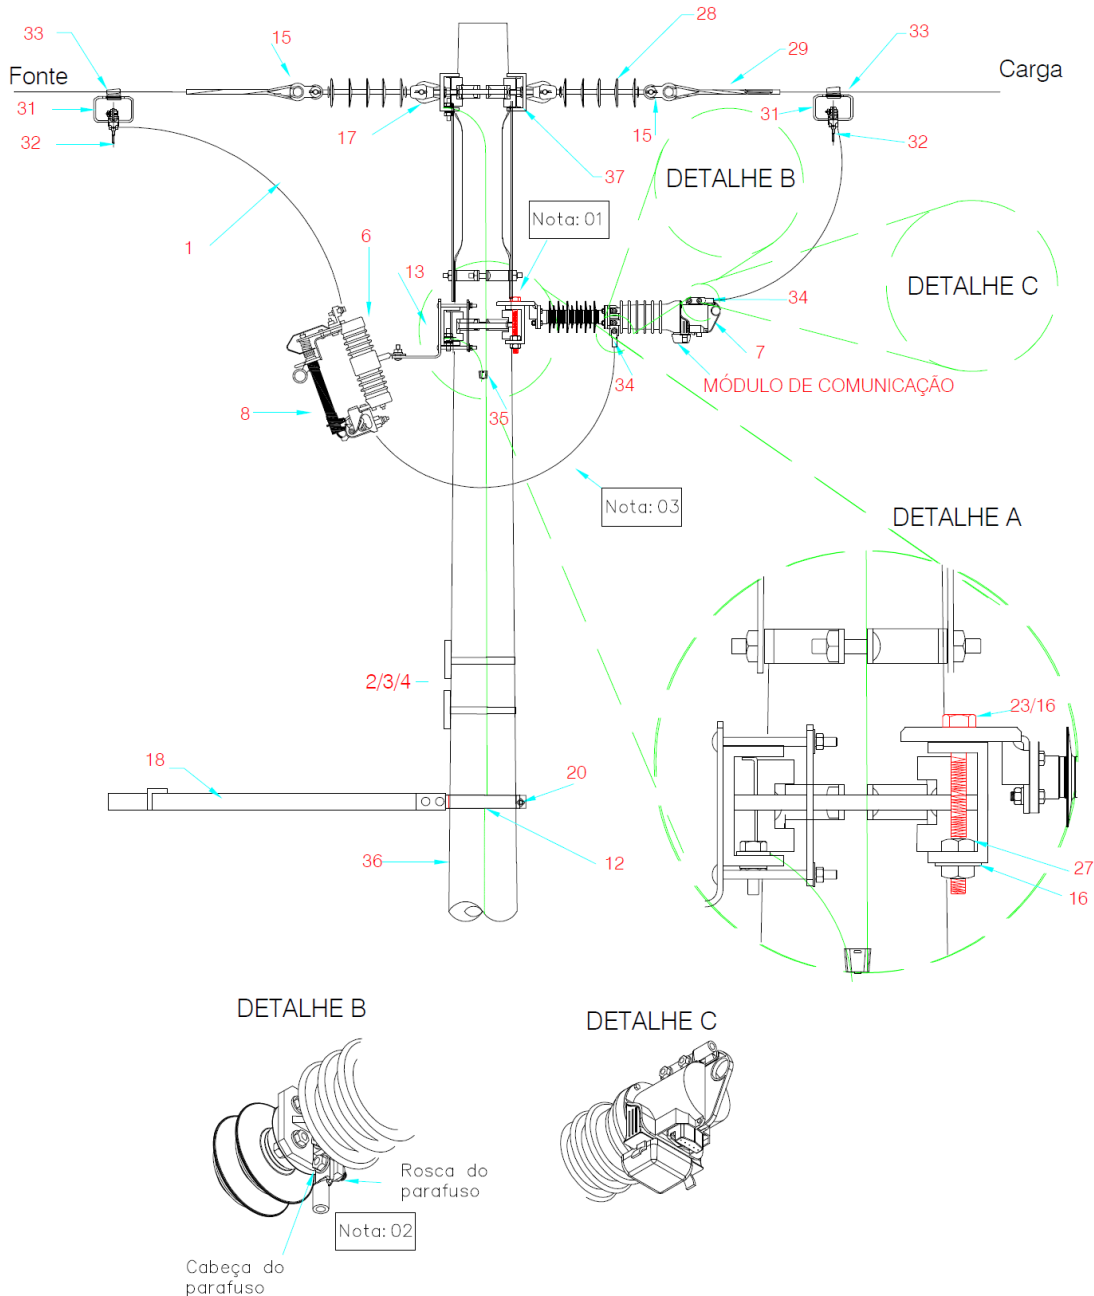 33
15
28
29
33
Fonte
Carga
31
32
17
15
31
32
37
DETALHE B
1
6
Nota: 01
13
DETALHE C
34
7
34
MÓDULO DE COMUNICAÇÃO
8
35
Nota: 03
DETALHE A
2/3/4
23/16
18
20
36
12
27
16
DETALHE B
DETALHE C
Rosca do
parafuso
Nota: 02
Cabeça do
parafuso